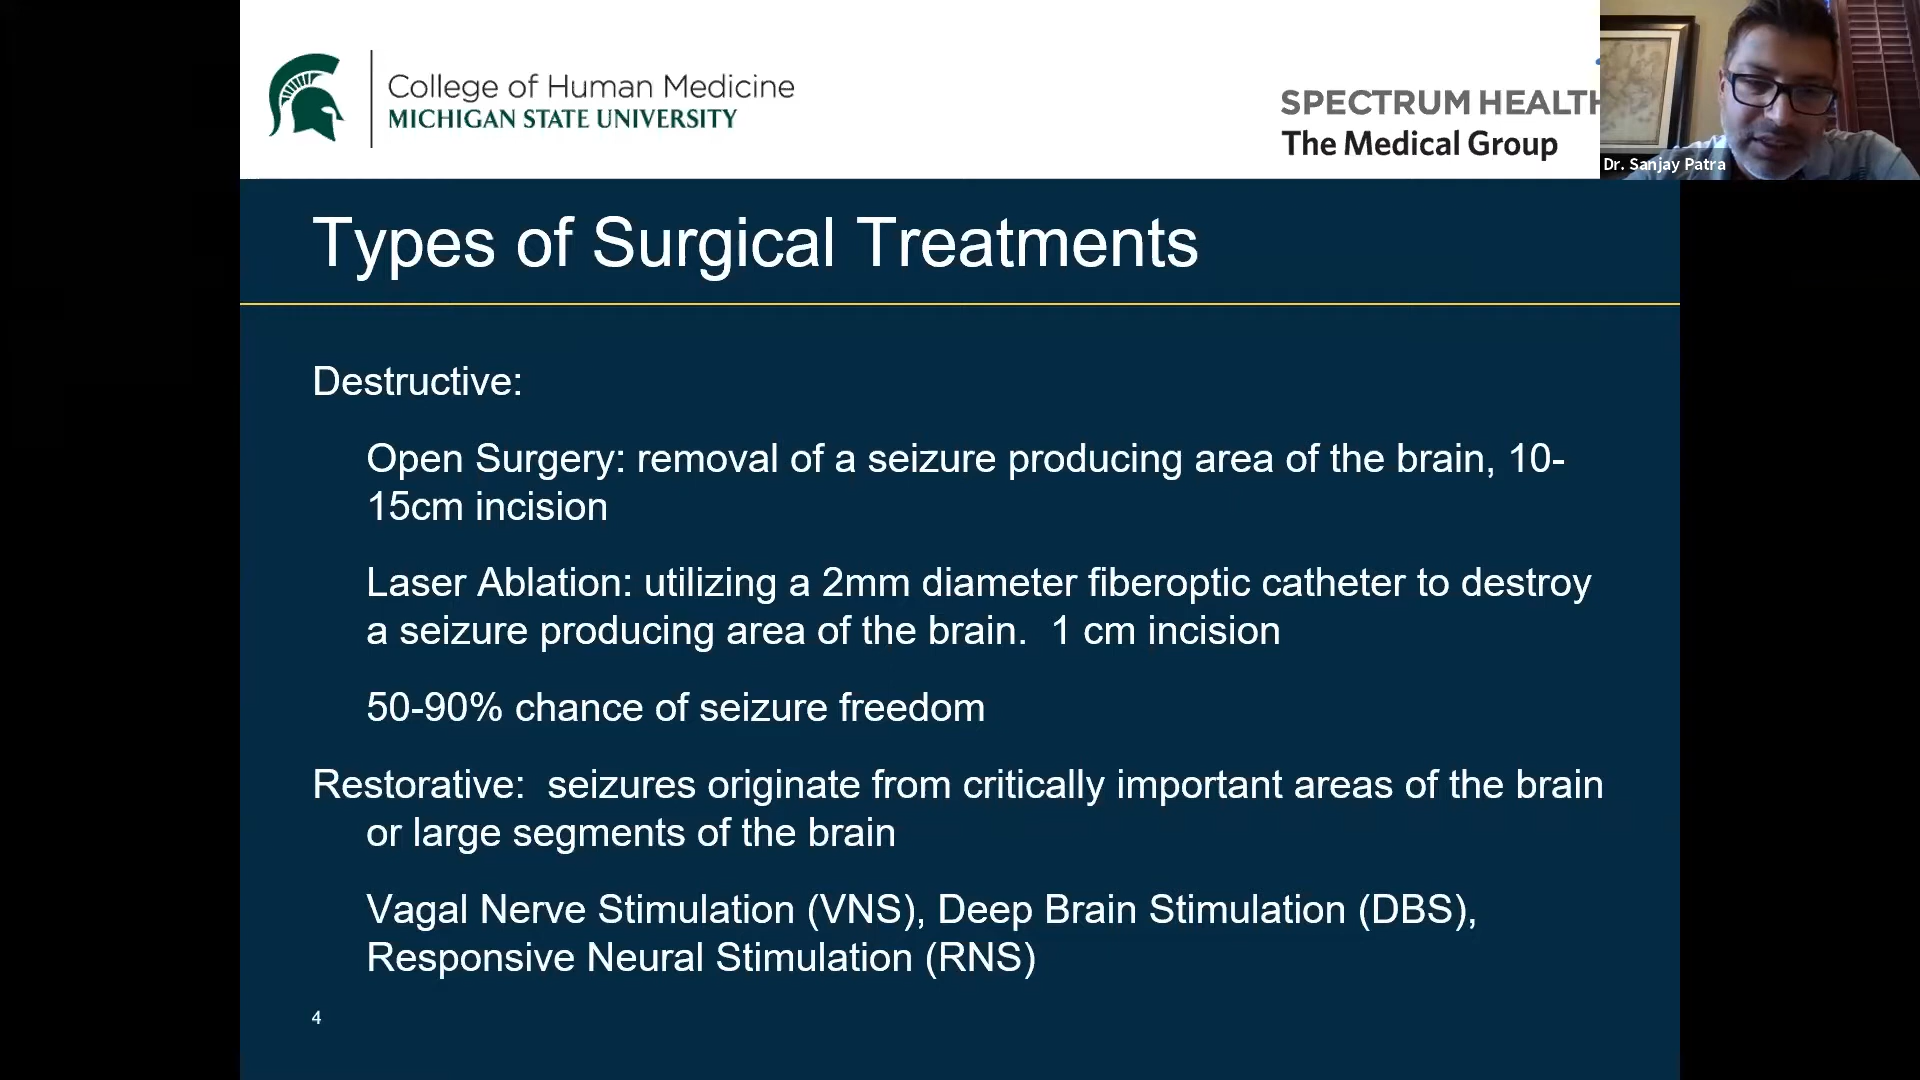 College of Human Medicine
MICHIGAN STATE UNIVERSITY
SPECTRUM HEALTH
The Medical Group
Dr. Sanjay Patra
Types of Surgical Treatments
Destructive:
Open Surgery: removal of a seizure producing area of the brain, 10-
15cm incision
Laser Ablation: utilizing a 2mm diameter fiberoptic catheter to destroy
a seizure producing area of the brain.  1 cm incision
50-90% chance of seizure freedom
Restorative:  seizures originate from critically important areas of the brain
or large segments of the brain
Vagal Nerve Stimulation (VNS), Deep Brain Stimulation (DBS),
Responsive Neural Stimulation (RNS)
4